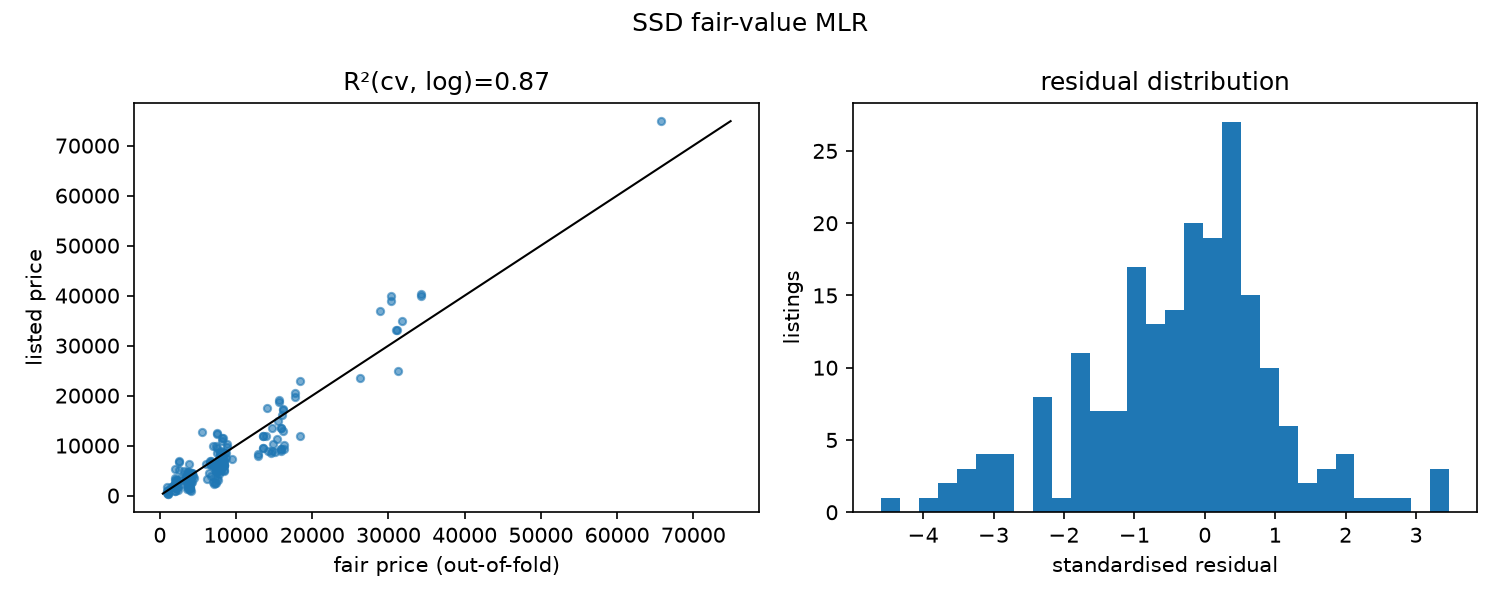 SSD fair-value MLR
R²(cv, log)=0.87
listed price
70000
60000
50000
40000
30000
20000
10000
0
0 10000 20000 30000 40000 50000 60000 70000
fair price (out-of-fold)
residual distribution
listings
25
20
15
10
5
0
−4 −3 −2 −1 0 1 2 3
standardised residual